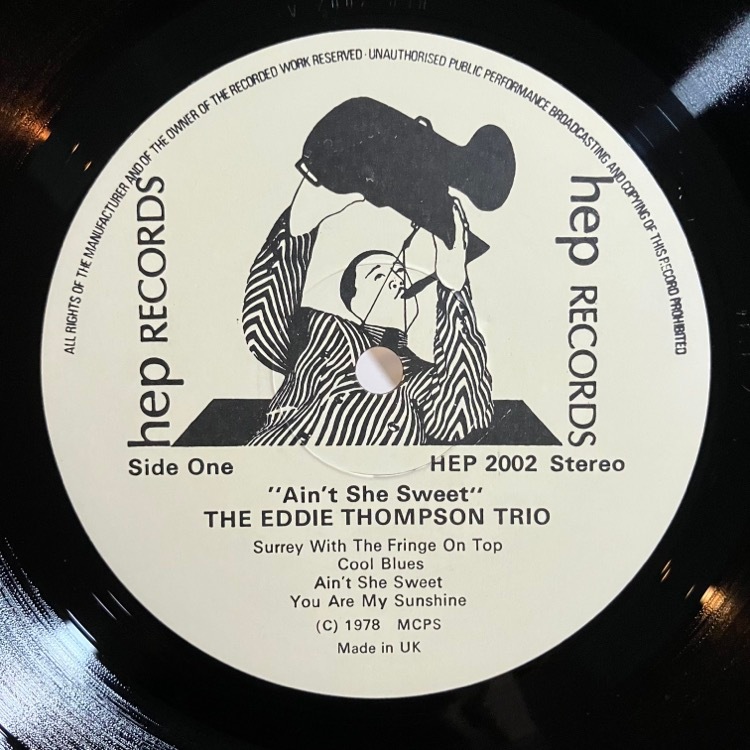 ALL RIGHTS OF THE MANUFACTURER AND OF THE OWNER OF THE RECORDED WORK RESERVED · UNAUTHORISED PUBLIC PERFORMANCE BROADCASTING AND COPYING OF THIS RECORD PROHIBITED
hep RECORDS
hep RECORDS
Side One
HEP 2002 Stereo
"Ain't She Sweet"
THE EDDIE THOMPSON TRIO
Surrey With The Fringe On Top
Cool Blues
Ain't She Sweet
You Are My Sunshine
(C) 1978 MCPS
Made in UK